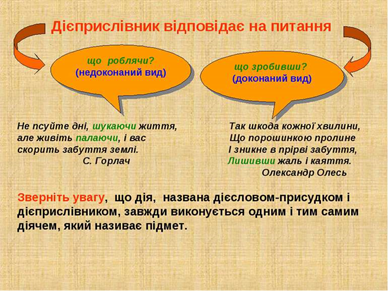 Дієприслівник відповідає на питання
що роблячи?
(недоконаний вид)
що зробивши?
(доконаний вид)
Не псуйте дні, шукаючи життя,
але живіть палаючи, і вас
скорить забуття землі.
С. Горлач
Так шкода кожної хвилини,
Що порошинкою пролине
І зникне в прірві забуття,
Лишивши жаль і каяття.
Олександр Олесь
Зверніть увагу, що дія, названа дієсловом-присудком і
дієприслівником, завжди виконується одним і тим самим
діячем, який називає підмет.